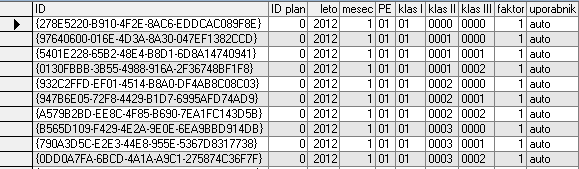 ID ID plan leto mesec PE klas I klas II klas III faktor uporabnik
{278E5220-B910-4F2E-8AC6-EDDCAC089F8E} 0 2012 1 01 01 0000 0000 1 auto
{97640600-016E-4D3A-8A30-047EF1382CCD} 0 2012 1 01 01 0001 0000 1 auto
{5401E228-65B2-48E4-B8D1-6D8A14740941} 0 2012 1 01 01 0001 0001 1 auto
{0130FBBB-3B55-4988-916A-2F36748BF1F8} 0 2012 1 01 01 0001 0002 1 auto
{932C2FFD-EF01-4514-B8A0-DF4AB8C08C03} 0 2012 1 01 01 0002 0000 1 auto
{947B6E05-72F8-4429-B1D7-6995AFD74AD9} 0 2012 1 01 01 0002 0001 1 auto
{A579B2BD-EE8C-4F85-B690-7EA1FC143D5B} 0 2012 1 01 01 0002 0002 1 auto
{B565D109-F429-4E2A-9E0E-6EA9BBD914DB} 0 2012 1 01 01 0003 0000 1 auto
{790A3D5C-E2E3-44E8-955E-5367D8317738} 0 2012 1 01 01 0003 0001 1 auto
{0DD0A7FA-6BCD-4A1A-A9C1-275874C36F7F} 0 2012 1 01 01 0003 0002 1 auto